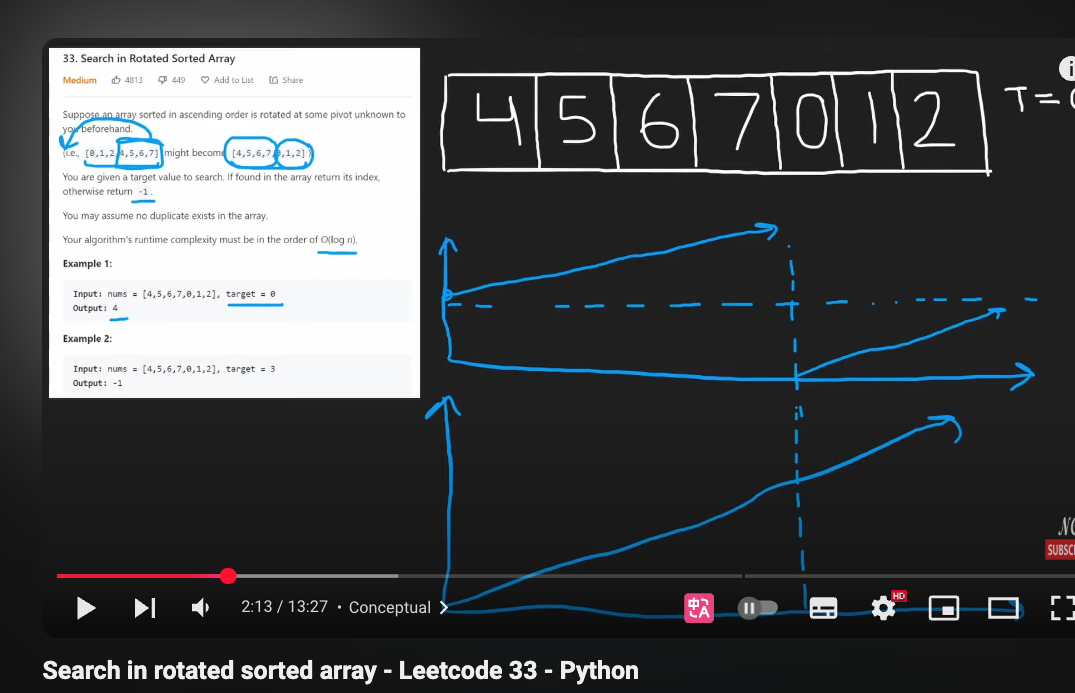 33. Search in Rotated Sorted Array
Medium 4813 449 Add to List Share
Suppose an array sorted in ascending order is rotated at some pivot unknown to
you beforehand.
(i.e., [0,1,2,4,5,6,7] might become [4,5,6,7,0,1,2]).
You are given a target value to search. If found in the array return its index,
otherwise return -1.
You may assume no duplicate exists in the array.
Your algorithm's runtime complexity must be in the order of O(log n).
Example 1:
Input: nums = [4,5,6,7,0,1,2], target = 0
Output: 4
Example 2:
Input: nums = [4,5,6,7,0,1,2], target = 3
Output: -1
4 5 6 7 0 1 2 T=
i
SUBSC
2:13 / 13:27 • Conceptual
中A
HD
Search in rotated sorted array - Leetcode 33 - Python